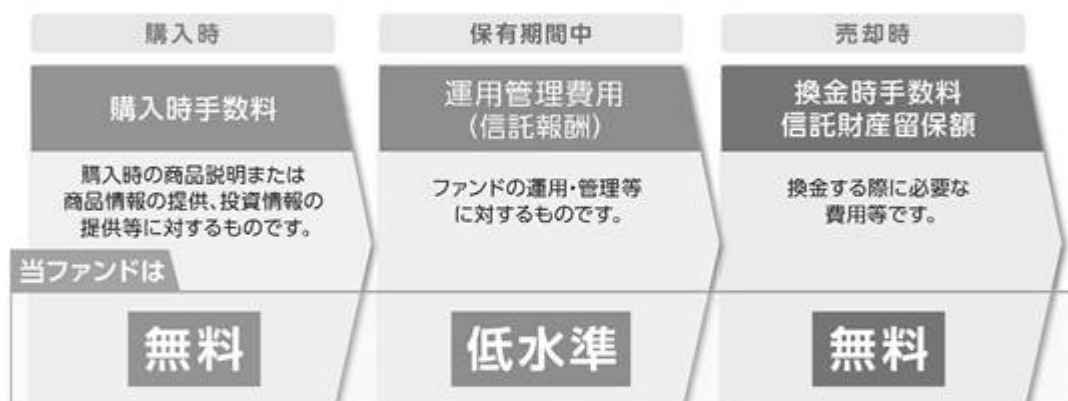 購入時
購入時手数料
購入時の商品説明または
商品情報の提供、投資情報の
提供等に対するものです。
保有期間中
運用管理費用
(信託報酬)
ファンドの運用・管理等
に対するものです。
売却時
換金時手数料
信託財産留保額
換金する際に必要な
費用等です。
当ファンドは
無料
低水準
無料